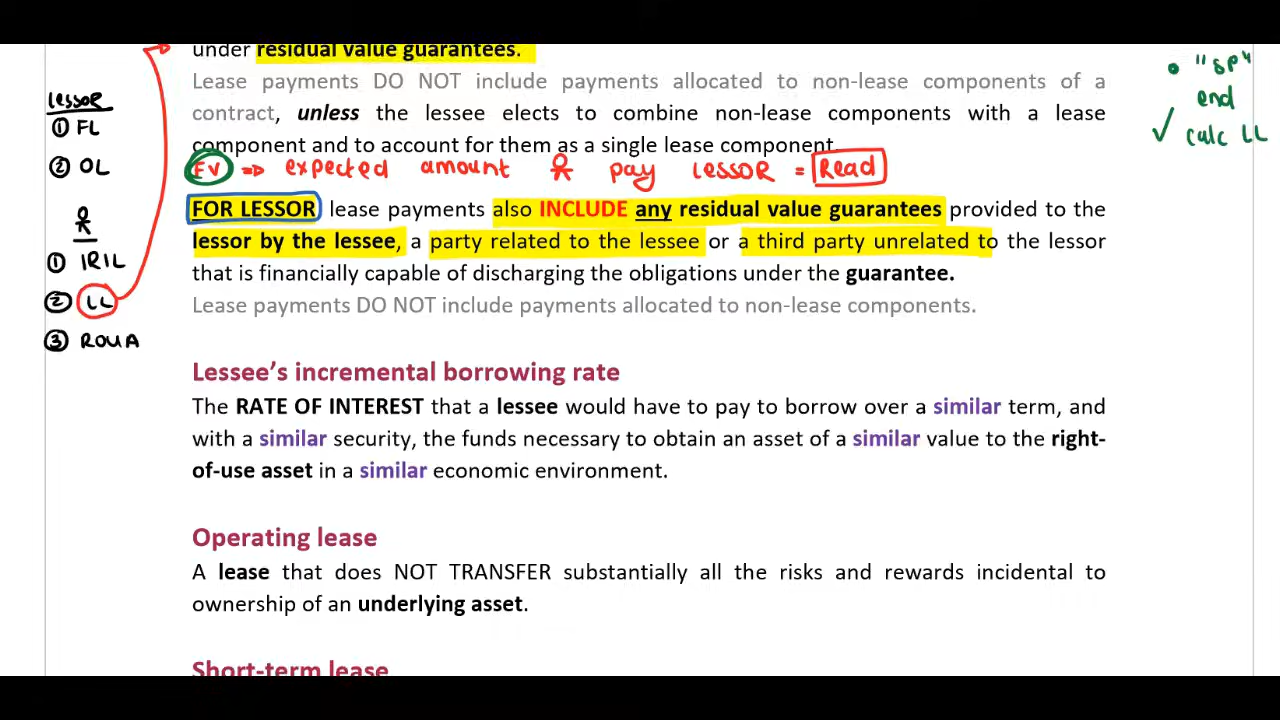 under residual value guarantees.
Lease payments DO NOT include payments allocated to non-lease components of a
contract, unless the lessee elects to combine non-lease components with a lease
component and to account for them as a single lease component.
FV => expected amount pay lessor = Read
FOR LESSOR lease payments also INCLUDE any residual value guarantees provided to the
lessor by the lessee, a party related to the lessee or a third party unrelated to the lessor
that is financially capable of discharging the obligations under the guarantee.
Lease payments DO NOT include payments allocated to non-lease components.
Lessee’s incremental borrowing rate
The RATE OF INTEREST that a lessee would have to pay to borrow over a similar term, and
with a similar security, the funds necessary to obtain an asset of a similar value to the right-
of-use asset in a similar economic environment.
Operating lease
A lease that does NOT TRANSFER substantially all the risks and rewards incidental to
ownership of an underlying asset.
Short-term lease
lessor
① FL
② OL
① IRIL
② LL
③ ROUA
• "SP"
end
✓ calc LL